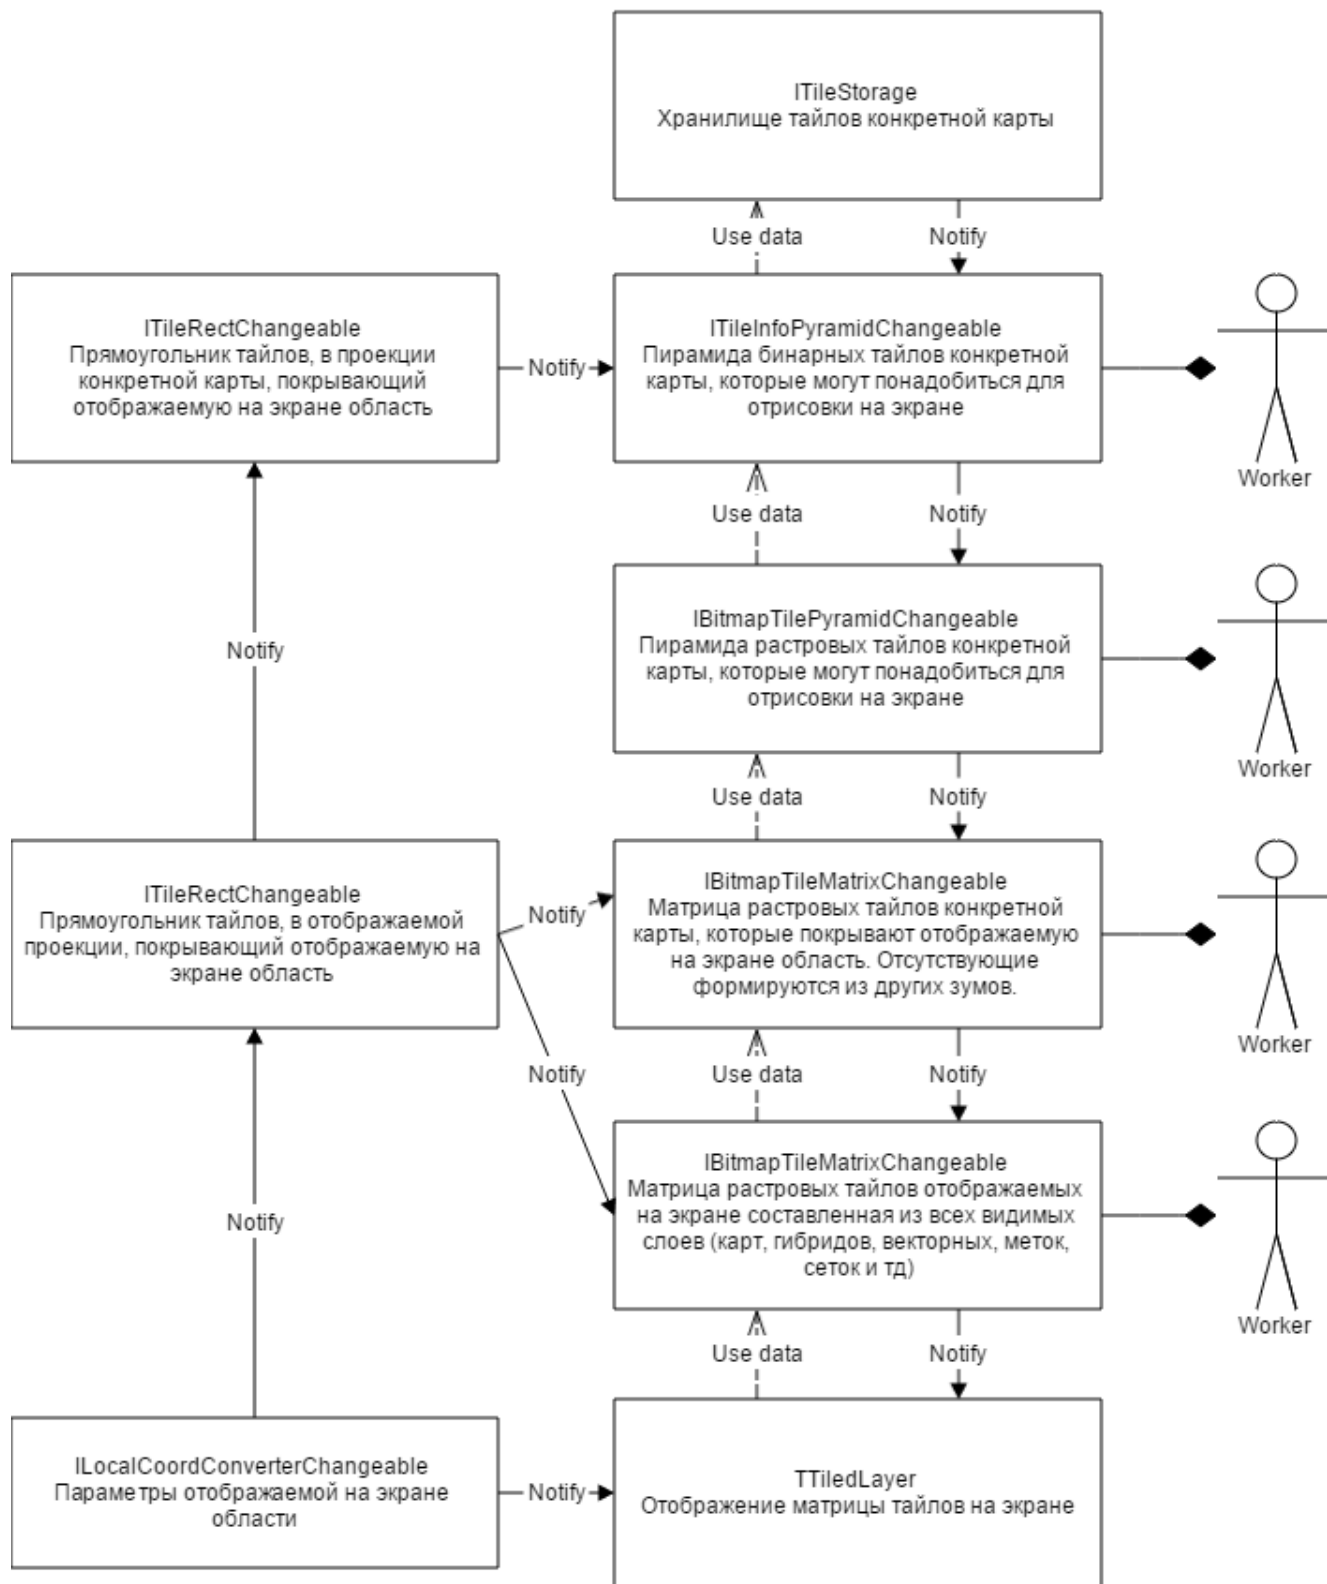 ITileStorage
Хранилище тайлов конкретной карты
Use data
Notify
ITileRectChangeable
Прямоугольник тайлов, в проекции
конкретной карты, покрывающий
отображаемую на экране область
Notify
ITileInfoPyramidChangeable
Пирамида бинарных тайлов конкретной
карты, которые могут понадобиться для
отрисовки на экране
Worker
Use data
Notify
Notify
IBitmapTilePyramidChangeable
Пирамида растровых тайлов конкретной
карты, которые могут понадобиться для
отрисовки на экране
Worker
Use data
Notify
ITileRectChangeable
Прямоугольник тайлов, в отображаемой
проекции, покрывающий отображаемую на
экране область
Notify
IBitmapTileMatrixChangeable
Матрица растровых тайлов конкретной
карты, которые покрывают отображаемую
на экране область. Отсутствующие
формируются из других зумов.
Worker
Notify
Use data
Notify
Notify
IBitmapTileMatrixChangeable
Матрица растровых тайлов отображаемых
на экране составленная из всех видимых
слоев (карт, гибридов, векторных, меток,
сеток и тд)
Worker
Use data
Notify
ILocalCoordConverterChangeable
Параметры отображаемой на экране
области
Notify
TTiledLayer
Отображение матрицы тайлов на экране